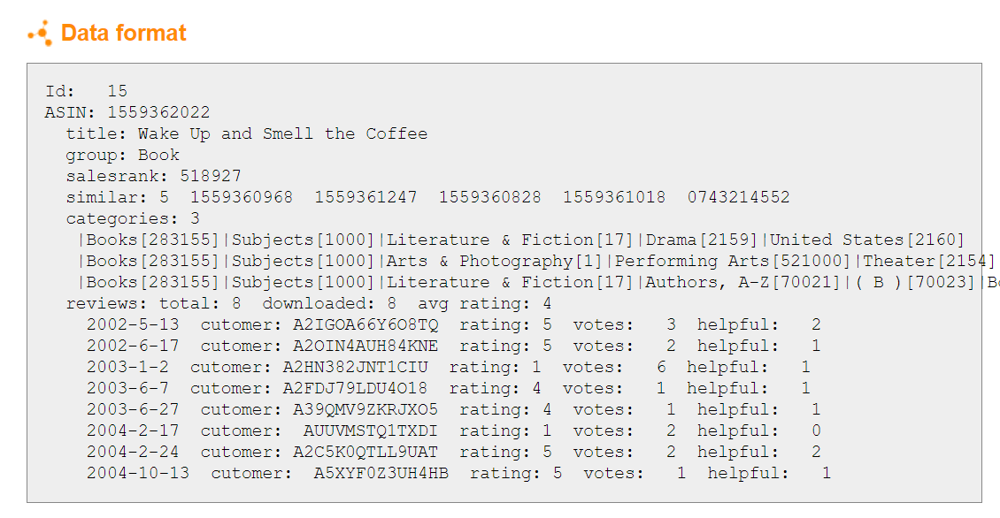 Data format
Id:   15
ASIN: 1559362022
  title: Wake Up and Smell the Coffee
  group: Book
  salesrank: 518927
  similar: 5  1559360968  1559361247  1559360828  1559361018  0743214552
  categories: 3
   |Books[283155]|Subjects[1000]|Literature & Fiction[17]|Drama[2159]|United States[2160]
   |Books[283155]|Subjects[1000]|Arts & Photography[1]|Performing Arts[521000]|Theater[2154]
   |Books[283155]|Subjects[1000]|Literature & Fiction[17]|Authors, A-Z[70021]|( B )[70023]|
  reviews: total: 8  downloaded: 8  avg rating: 4
    2002-5-13  cutomer: A2IGOA66Y6O8TQ  rating: 5  votes:   3  helpful:   2
    2002-6-17  cutomer: A2OIN4AUH84KNE  rating: 5  votes:   2  helpful:   1
    2003-1-2  cutomer: A2HN382JNT1CIU  rating: 1  votes:   6  helpful:   1
    2003-6-7  cutomer: A2FDJ79LDU4O18  rating: 4  votes:   1  helpful:   1
    2003-6-27  cutomer: A39QMV9ZKRJXO5  rating: 4  votes:   1  helpful:   1
    2004-2-17  cutomer:  AUUVMSTQ1TXDI  rating: 1  votes:   2  helpful:   0
    2004-2-24  cutomer: A2C5K0QTLL9UAT  rating: 5  votes:   2  helpful:   2
    2004-10-13  cutomer:  A5XYF0Z3UH4HB  rating: 5  votes:   1  helpful:   1